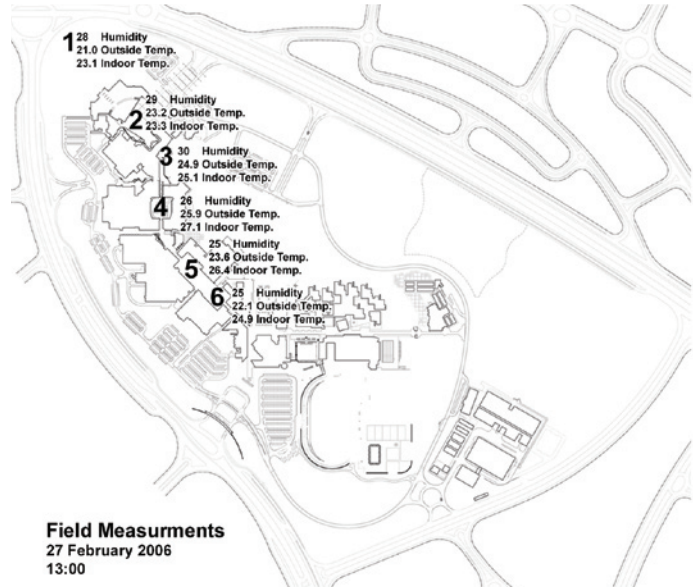 1 28 Humidity
21.0 Outside Temp.
23.1 Indoor Temp.
2 29 Humidity
23.2 Outside Temp.
23.3 Indoor Temp.
3 30 Humidity
24.9 Outside Temp.
25.1 Indoor Temp.
4 26 Humidity
25.9 Outside Temp.
27.1 Indoor Temp.
5 25 Humidity
23.6 Outside Temp.
26.4 Indoor Temp.
6 25 Humidity
22.1 Outside Temp.
24.9 Indoor Temp.
Field Measurments
27 February 2006
13:00